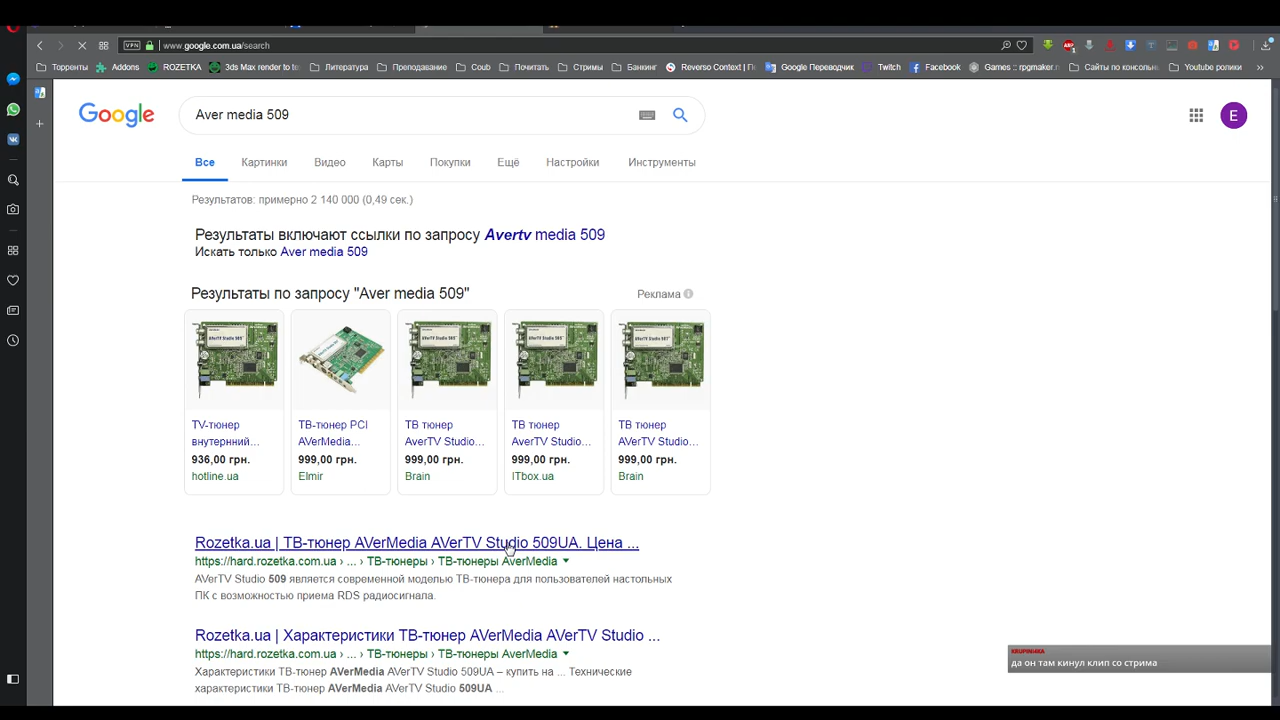 VPN
www.google.com.ua/search
Торренты
Addons
ROZETKA
3ds Max render to te
Литература
Преподавание
Coub
Почитать
Стримы
Банкинг
Reverso Context | П
Google Переводчик
Twitch
Facebook
Games :: rpgmaker.r
Сайты по консольн
Youtube ролики
Google
Aver media 509
E
Все
Картинки
Видео
Карты
Покупки
Ещё
Настройки
Инструменты
Результатов: примерно 2 140 000 (0,49 сек.)
Результаты включают ссылки по запросу Avertv media 509
Искать только Aver media 509
Результаты по запросу "Aver media 509"
Реклама
TV-тюнер внутернний...
936,00 грн.
hotline.ua
ТВ-тюнер PCI AVerMedia...
999,00 грн.
Elmir
ТВ тюнер AverTV Studio...
999,00 грн.
Brain
ТВ тюнер AverTV Studio...
999,00 грн.
ITbox.ua
ТВ тюнер AVerTV Studio...
999,00 грн.
Brain
Rozetka.ua | ТВ-тюнер AVerMedia AVerTV Studio 509UA. Цена ...
https://hard.rozetka.com.ua › ... › ТВ-тюнеры › ТВ-тюнеры AVerMedia
AVerTV Studio 509 является современной моделью ТВ-тюнера для пользователей настольных
ПК с возможностью приема RDS радиосигнала.
Rozetka.ua | Характеристики ТВ-тюнер AVerMedia AVerTV Studio ...
https://hard.rozetka.com.ua › ... › ТВ-тюнеры › ТВ-тюнеры AVerMedia
Характеристики ТВ-тюнер AVerMedia AVerTV Studio 509UA – купить на ... Технические
характеристики ТВ-тюнер AVerMedia AVerTV Studio 509UA ...
KRUPIN4KA
да он там кинул клип со стрима